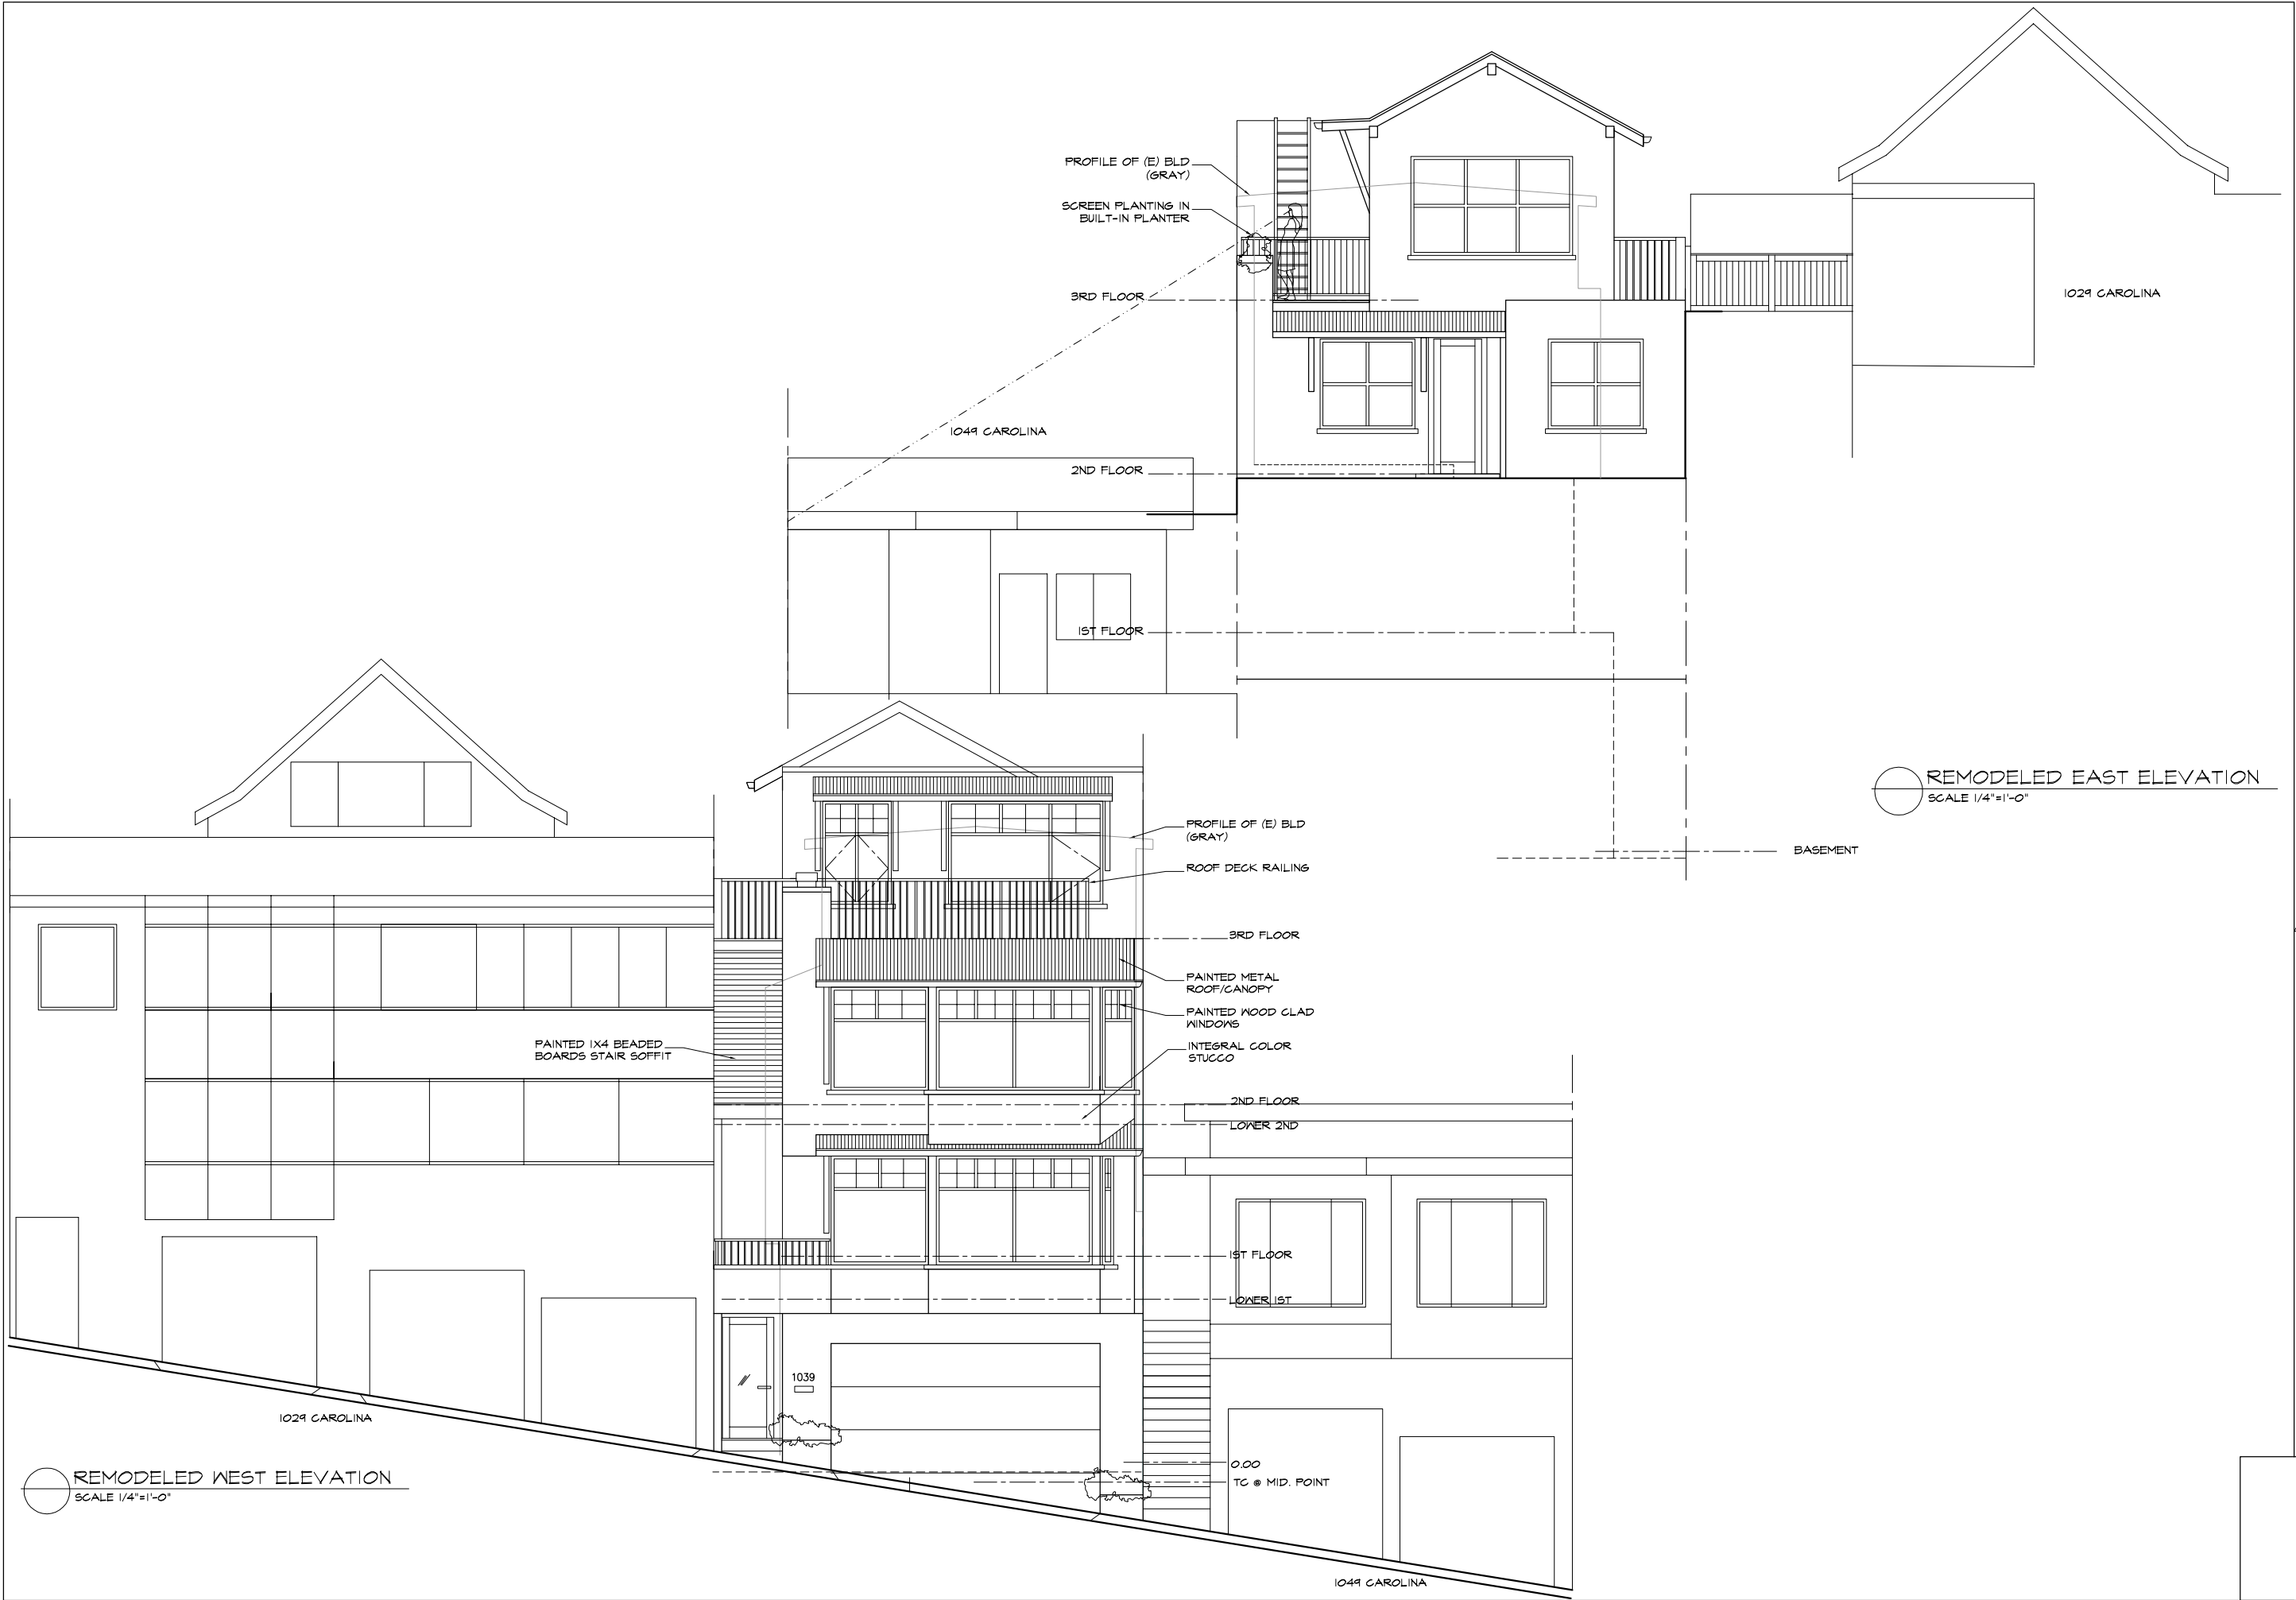 PROFILE OF (E) BLD
(GRAY)
SCREEN PLANTING IN
BUILT-IN PLANTER
3RD FLOOR
1029 CAROLINA
1049 CAROLINA
2ND FLOOR
1ST FLOOR
REMODELED EAST ELEVATION
SCALE 1/4"=1'-0"
BASEMENT
PROFILE OF (E) BLD
(GRAY)
ROOF DECK RAILING
3RD FLOOR
PAINTED METAL
ROOF/CANOPY
PAINTED WOOD CLAD
WINDOWS
INTEGRAL COLOR
STUCCO
PAINTED 1X4 BEADED
BOARDS STAIR SOFFIT
2ND FLOOR
LOWER 2ND
1ST FLOOR
LOWER 1ST
1039
1029 CAROLINA
0.00
TC @ MID. POINT
REMODELED WEST ELEVATION
SCALE 1/4"=1'-0"
1049 CAROLINA